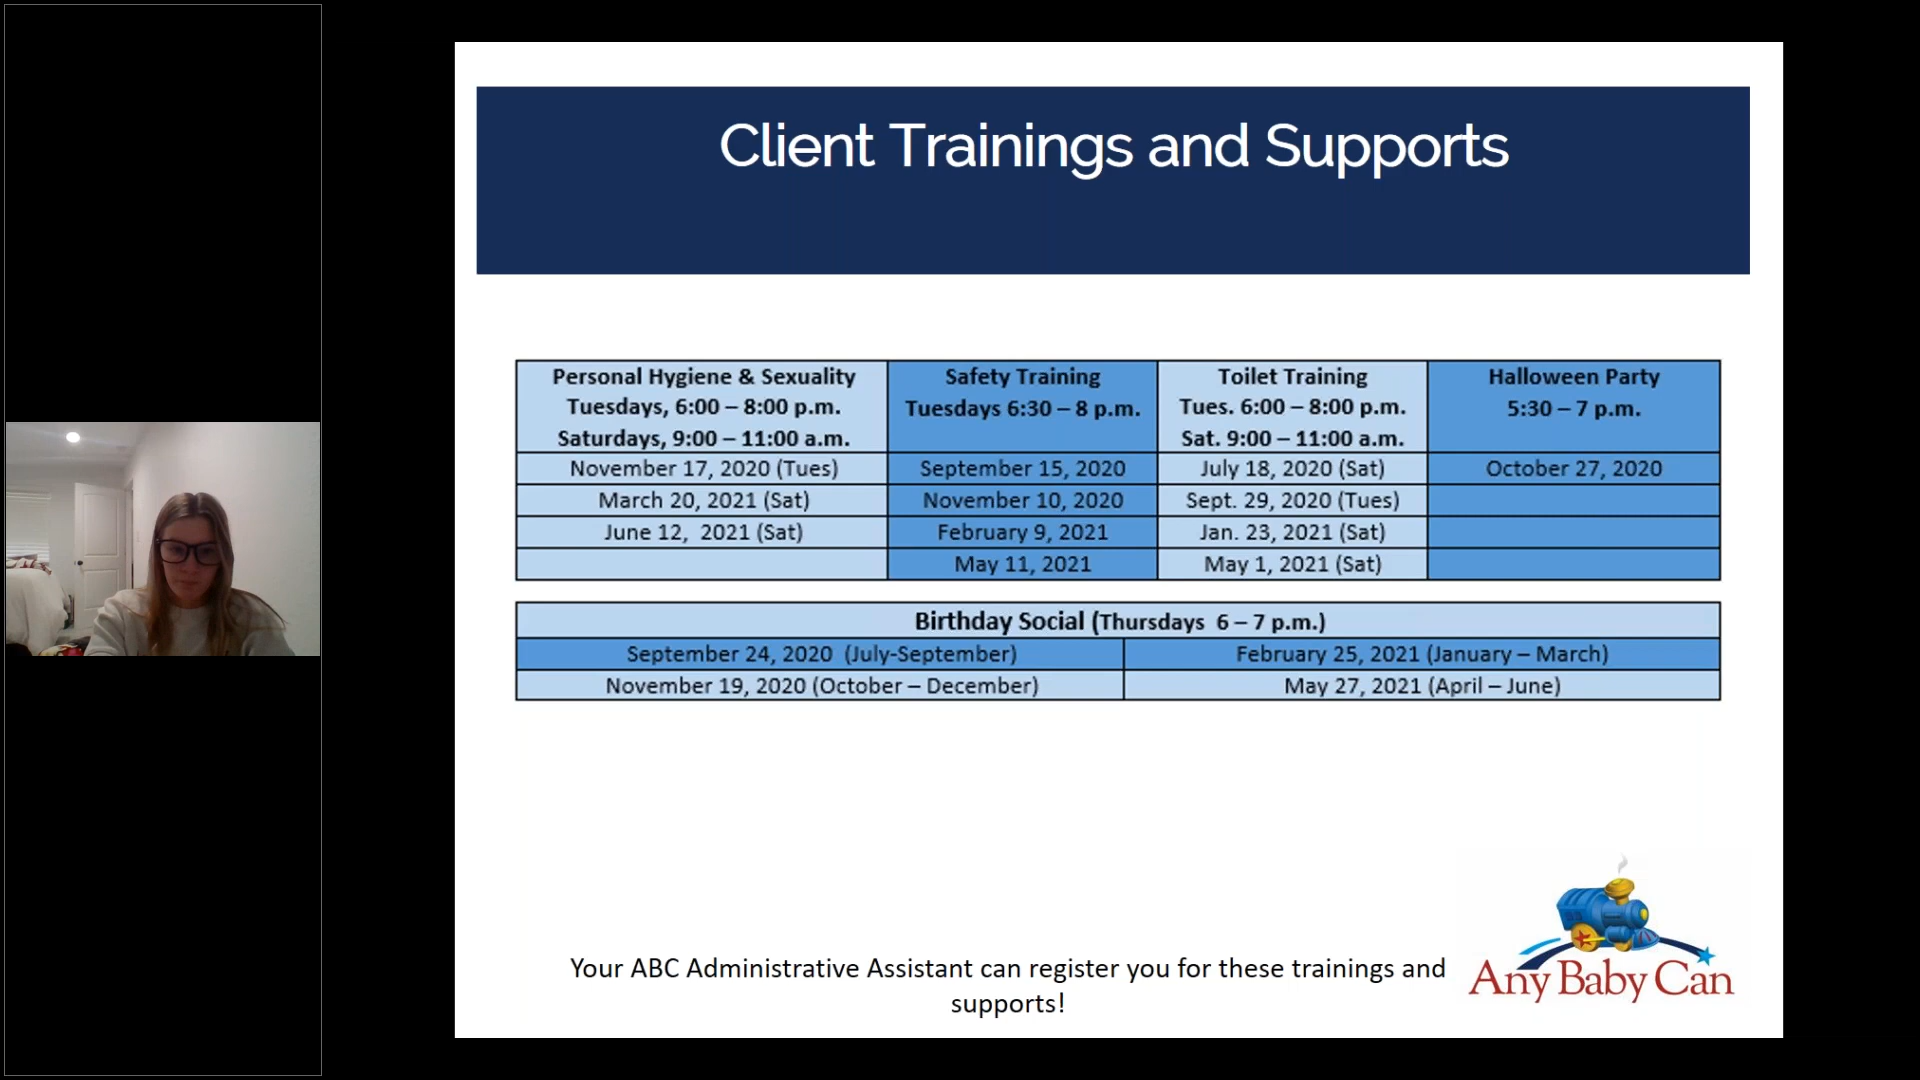 Client Trainings and Supports
Personal Hygiene & Sexuality
Tuesdays, 6:00 – 8:00 p.m.
Saturdays, 9:00 – 11:00 a.m.
Safety Training
Tuesdays 6:30 – 8 p.m.
Toilet Training
Tues. 6:00 – 8:00 p.m.
Sat. 9:00 – 11:00 a.m.
Halloween Party
5:30 – 7 p.m.
November 17, 2020 (Tues)
September 15, 2020
July 18, 2020 (Sat)
October 27, 2020
March 20, 2021 (Sat)
November 10, 2020
Sept. 29, 2020 (Tues)
June 12,  2021 (Sat)
February 9, 2021
Jan. 23, 2021 (Sat)
May 11, 2021
May 1, 2021 (Sat)
Birthday Social (Thursdays  6 – 7 p.m.)
September 24, 2020  (July-September)
February 25, 2021 (January – March)
November 19, 2020 (October – December)
May 27, 2021 (April – June)
Your ABC Administrative Assistant can register you for these trainings and
supports!
Any Baby Can